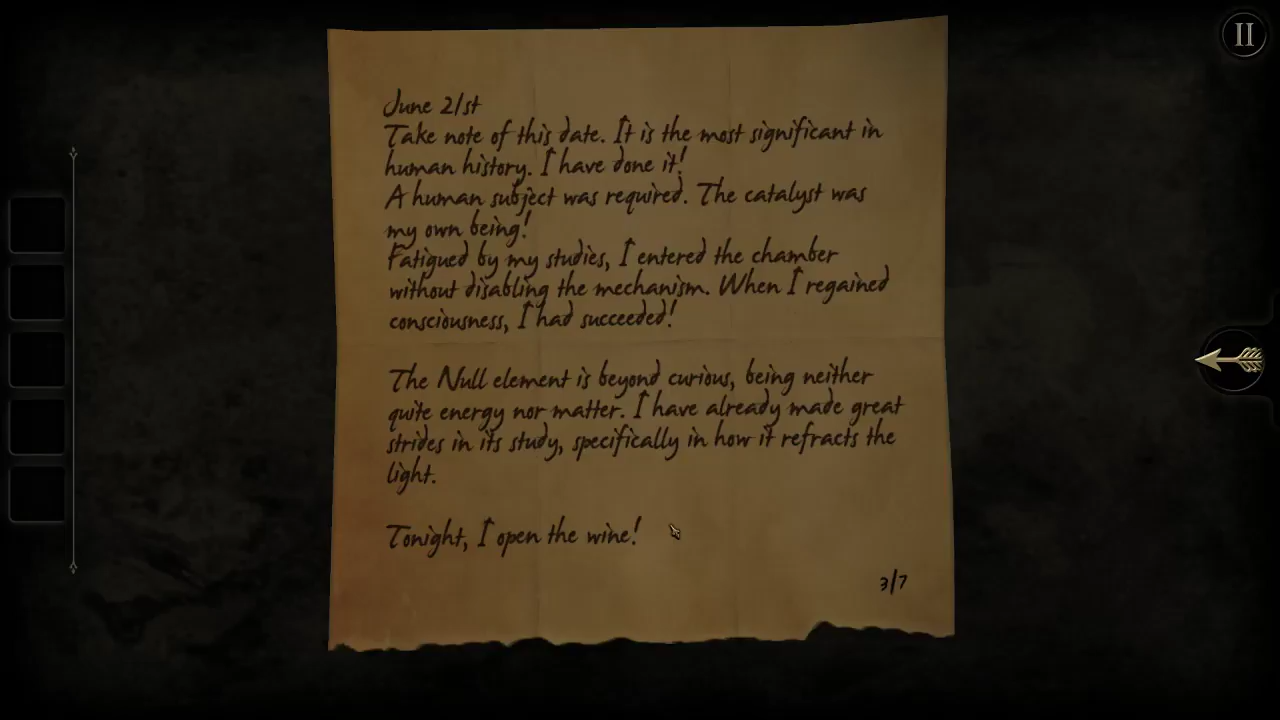 June 21st
Take note of this date. It is the most significant in
human history. I have done it!
A human subject was required. The catalyst was
my own being!
Fatigued by my studies, I entered the chamber
without disabling the mechanism. When I regained
consciousness, I had succeeded!
The Null element is beyond curious, being neither
quite energy nor matter. I have already made great
strides in its study, specifically in how it refracts the
light.
Tonight, I open the wine!
3/7